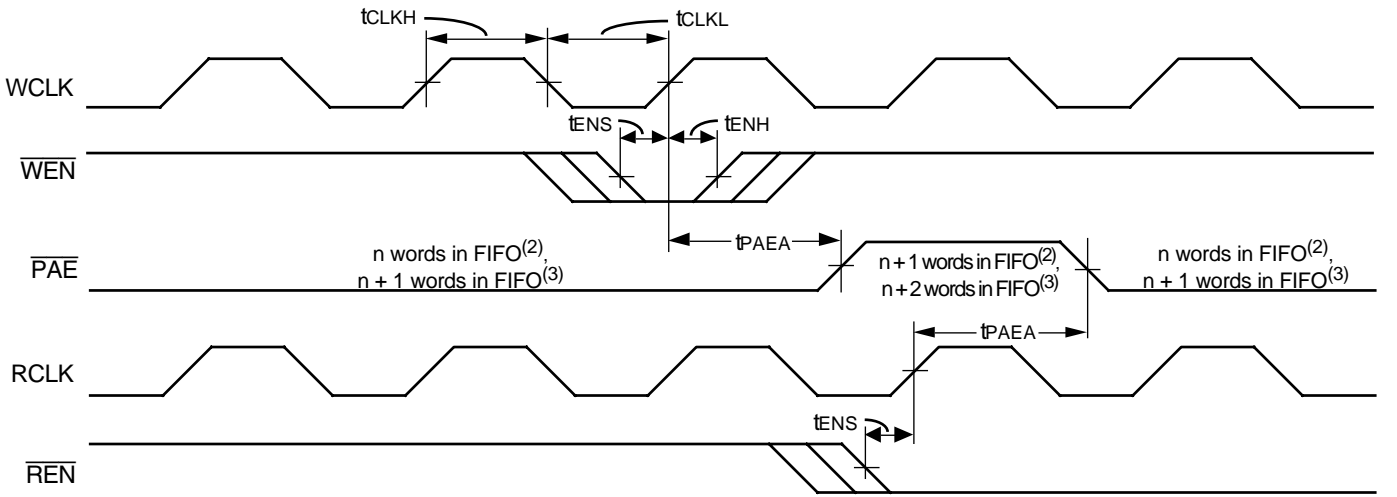 tCLKH
tCLKL
WCLK
tENS
tENH
WEN
tPAEA
PAE
n words in FIFO(2),
n + 1 words in FIFO(3)
n + 1 words in FIFO(2),
n + 2 words in FIFO(3)
n words in FIFO(2),
n + 1 words in FIFO(3)
tPAEA
RCLK
tENS
REN